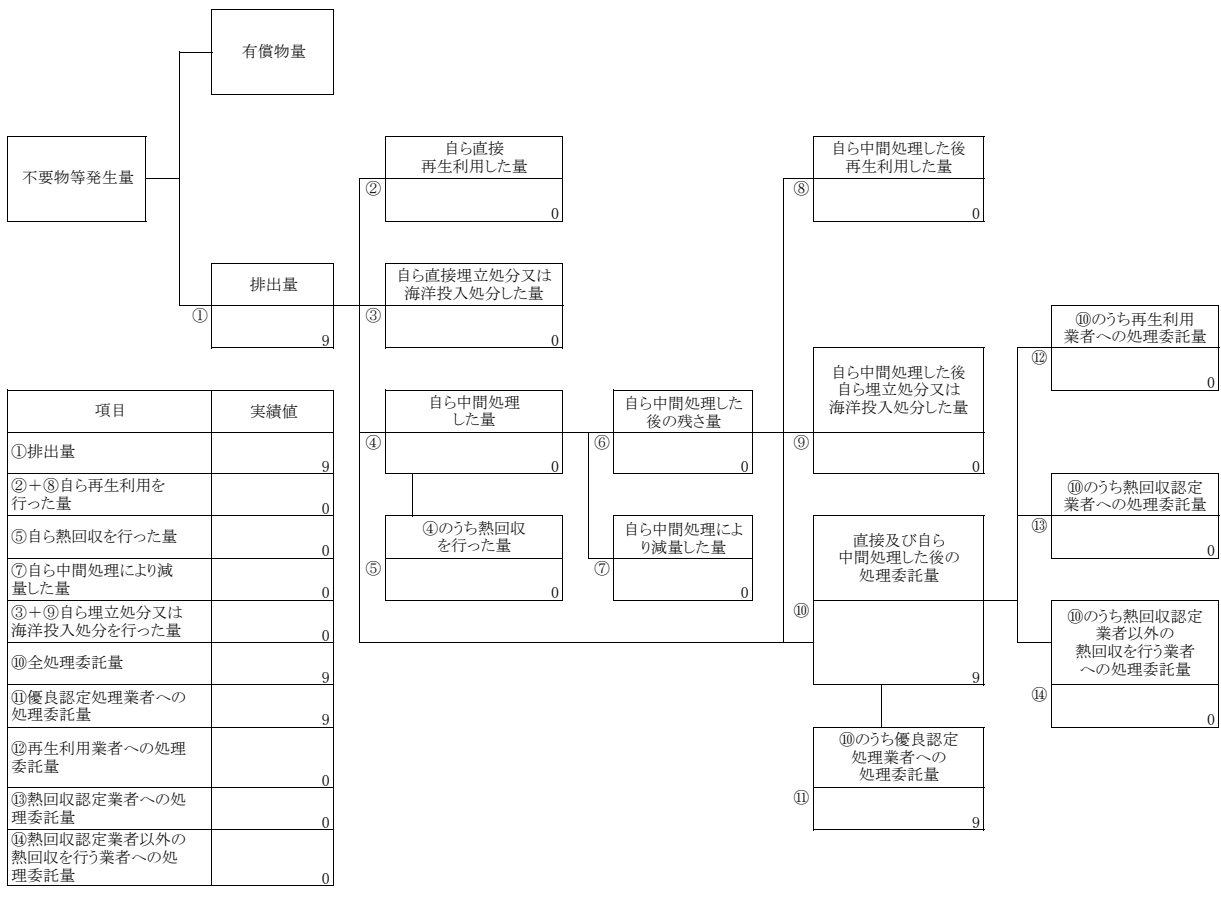 有償物量
不要物等発生量
自ら直接
再生利用した量
②
0
自ら中間処理した後
再生利用した量
⑧
0
排出量
①
9
自ら直接埋立処分又は
海洋投入処分した量
③
0
⑩のうち再生利用
業者への処理委託量
⑫
0
自ら中間処理
した量
④
0
自ら中間処理した
後の残さ量
⑥
0
自ら中間処理した後
自ら埋立処分又は
海洋投入処分した量
⑨
0
⑩のうち熱回収認定
業者への処理委託量
⑬
0
④のうち熱回収
を行った量
⑤
0
自ら中間処理によ
り減量した量
⑦
0
直接及び自ら
中間処理した後の
処理委託量
⑩
9
⑩のうち熱回収認定
業者以外の
熱回収を行う業者
への処理委託量
⑭
0
⑩のうち優良認定
処理業者への
処理委託量
⑪
9
項目 実績値
①排出量
9
②+⑧自ら再生利用を
行った量
0
⑤自ら熱回収を行った量
0
⑦自ら中間処理により減
量した量
0
③+⑨自ら埋立処分又は
海洋投入処分を行った量
0
⑩全処理委託量
9
⑪優良認定処理業者への
処理委託量
9
⑫再生利用業者への処理
委託量
0
⑬熱回収認定業者への処
理委託量
0
⑭熱回収認定業者以外の
熱回収を行う業者への処
理委託量
0